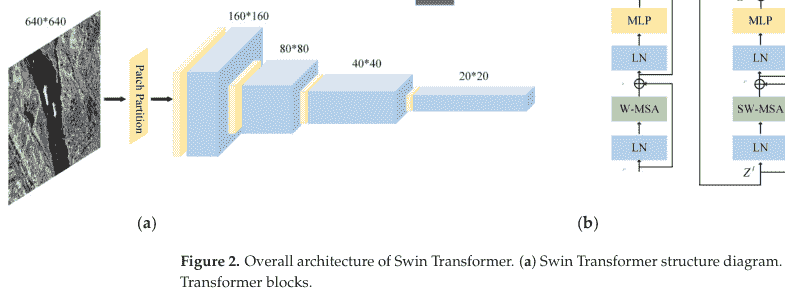 640*640
160*160
80*80
40*40
20*20
Patch Partition
(a)
MLP
MLP
LN
LN
W-MSA
SW-MSA
LN
LN
Z^l
(b)
Figure 2. Overall architecture of Swin Transformer. (a) Swin Transformer structure diagram.
Transformer blocks.